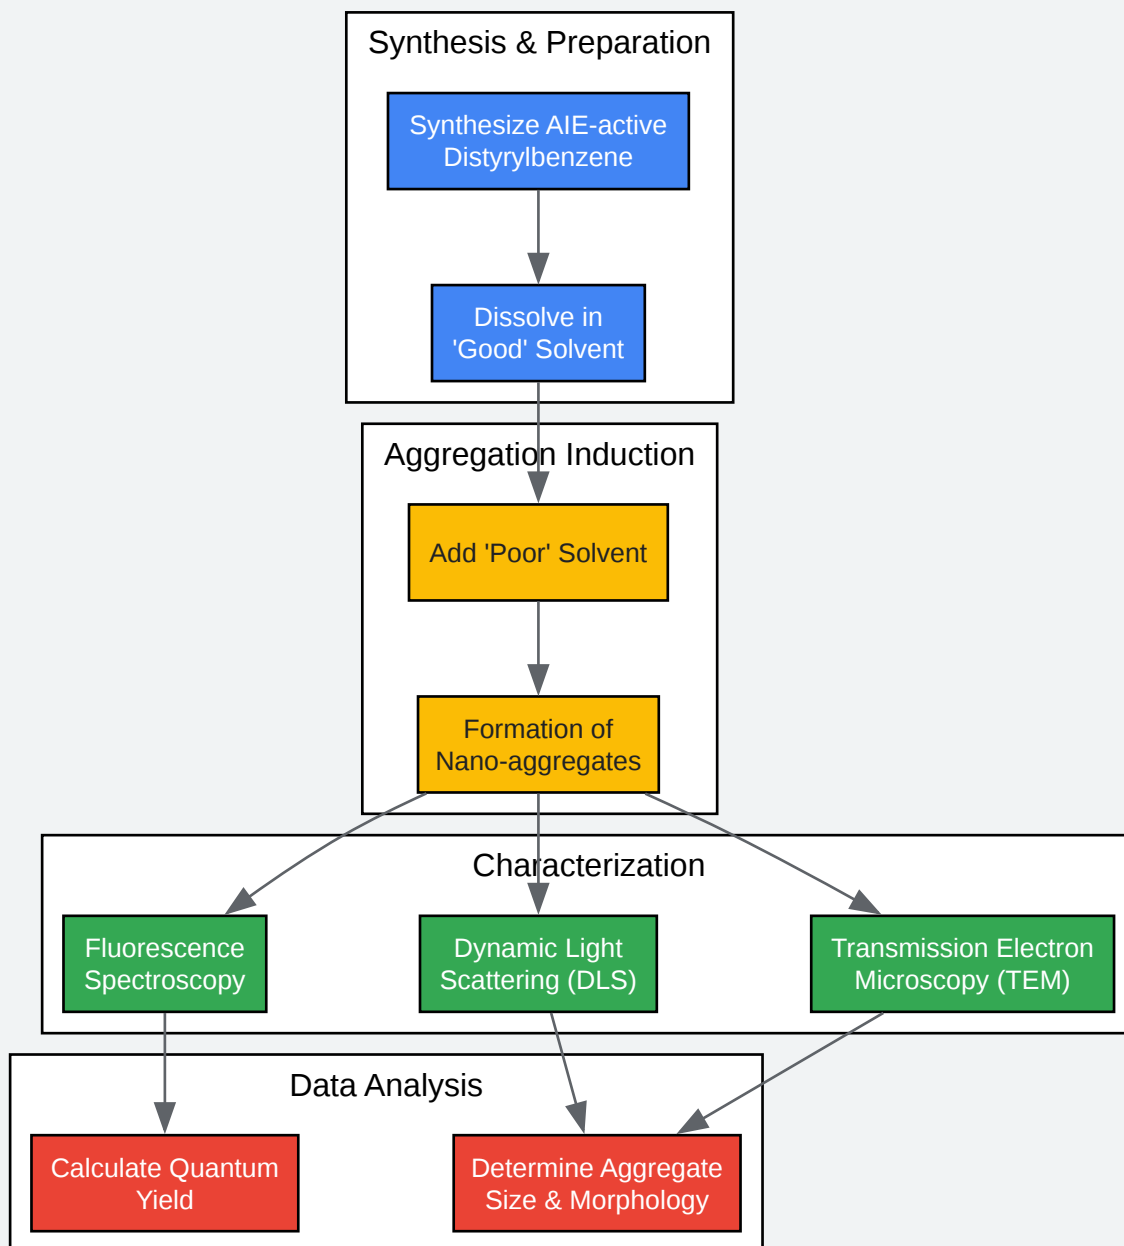 Synthesis & Preparation
Synthesize AIE-active
Distyrylbenzene
Dissolve in
'Good' Solvent
Aggregation Induction
Add 'Poor' Solvent
Formation of
Nano-aggregates
Characterization
Fluorescence
Spectroscopy
Dynamic Light
Scattering (DLS)
Transmission Electron
Microscopy (TEM)
Data Analysis
Calculate Quantum
Yield
Determine Aggregate
Size & Morphology